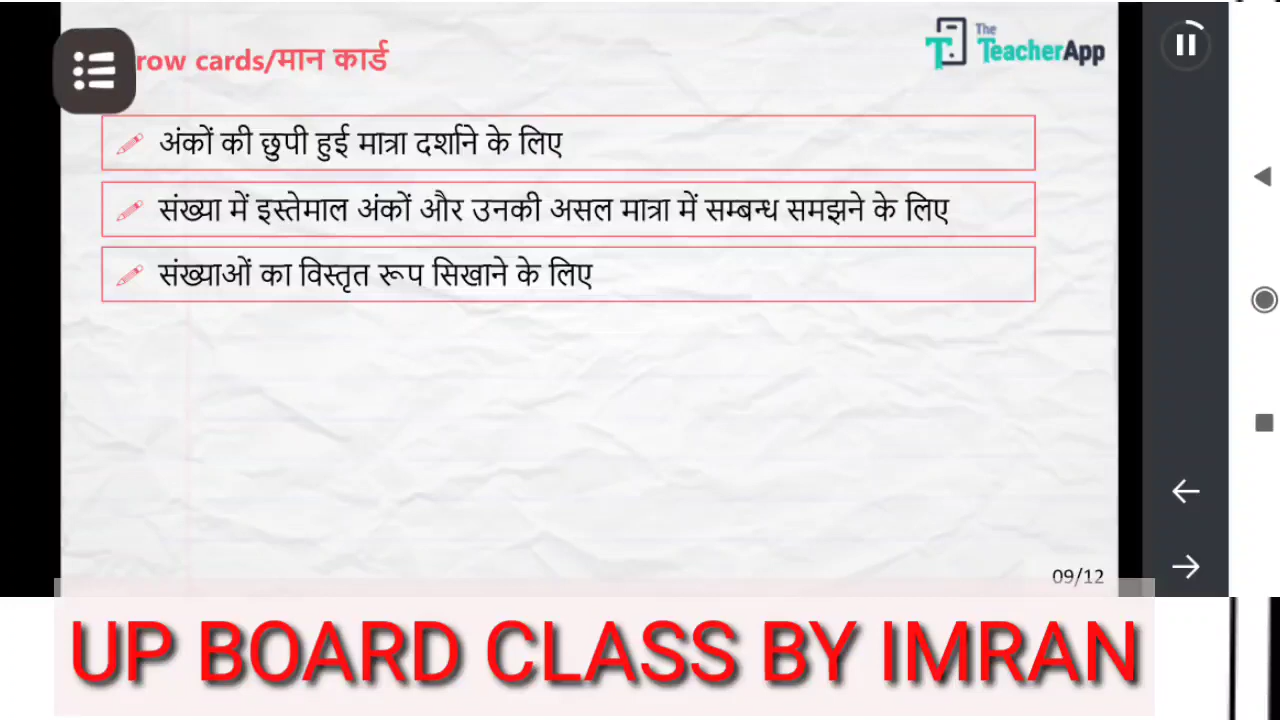 row cards/मान कार्ड
The
TeacherApp
अंकों की छुपी हुई मात्रा दर्शाने के लिए
संख्या में इस्तेमाल अंकों और उनकी असल मात्रा में सम्बन्ध समझने के लिए
संख्याओं का विस्तृत रूप सिखाने के लिए
09/12
UP BOARD CLASS BY IMRAN